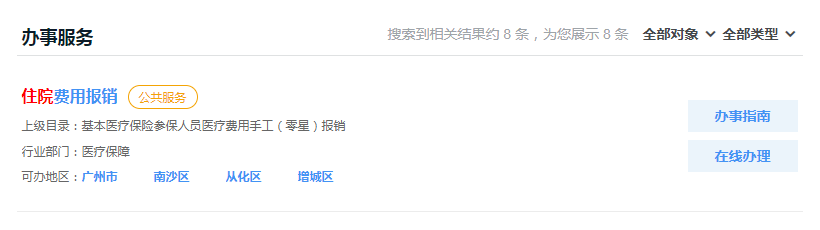 办事服务 搜索到相关结果约 8 条，为您展示 8 条 全部对象 全部类型
住院费用报销 公共服务
上级目录：基本医疗保险参保人员医疗费用手工（零星）报销
办事指南
行业部门：医疗保障
在线办理
可办地区：广州市 南沙区 从化区 增城区